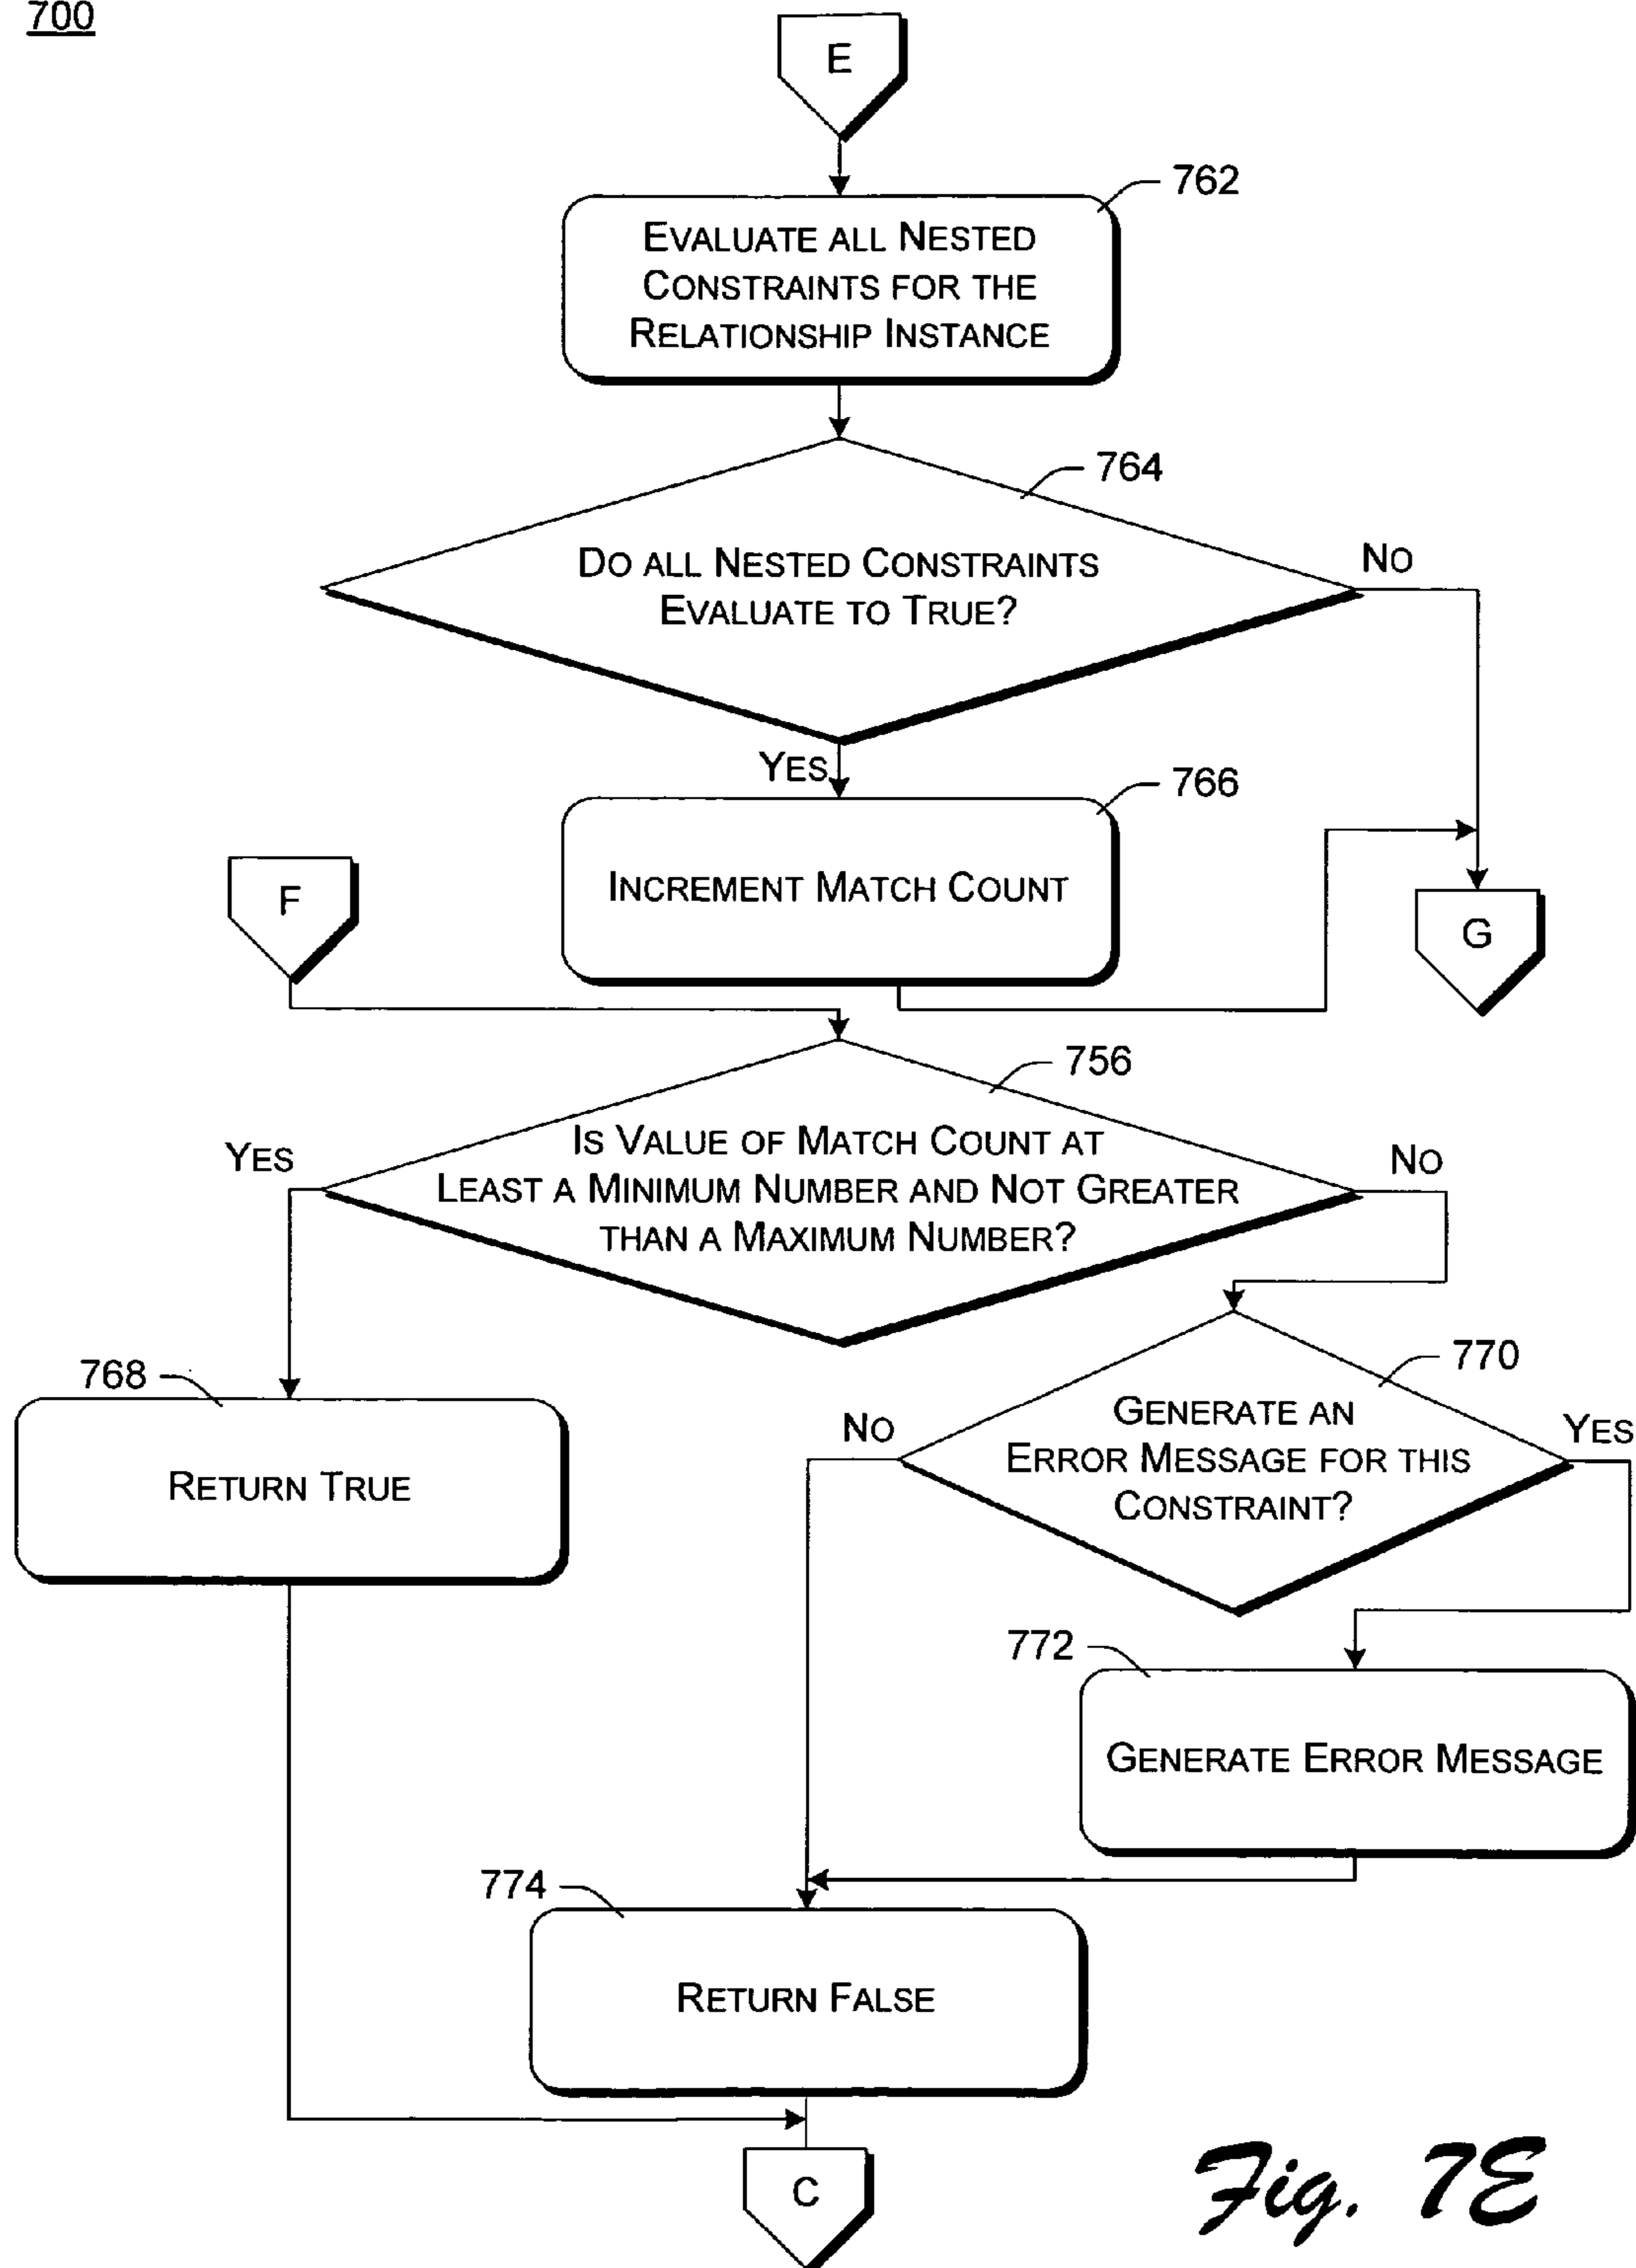 700
E
762
EVALUATE ALL NESTED
CONSTRAINTS FOR THE
RELATIONSHIP INSTANCE
764
DO ALL NESTED CONSTRAINTS
EVALUATE TO TRUE?
NO
YES
766
INCREMENT MATCH COUNT
F
G
756
IS VALUE OF MATCH COUNT AT
LEAST A MINIMUM NUMBER AND NOT GREATER
THAN A MAXIMUM NUMBER?
YES
NO
768
RETURN TRUE
770
GENERATE AN
ERROR MESSAGE FOR THIS
CONSTRAINT?
NO
YES
772
GENERATE ERROR MESSAGE
774
RETURN FALSE
C
Fig. 7E